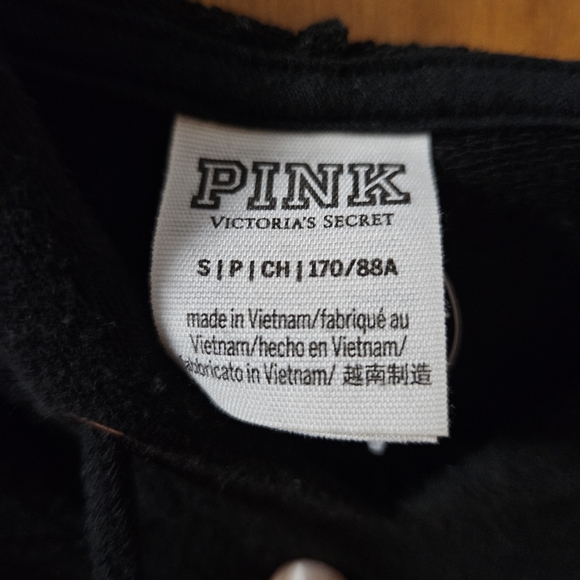 PINK
VICTORIA'S SECRET
S|P|CH|170/88A
made in Vietnam/fabriqué au
Vietnam/hecho en Vietnam/
fabbricato in Vietnam/ 越南制造